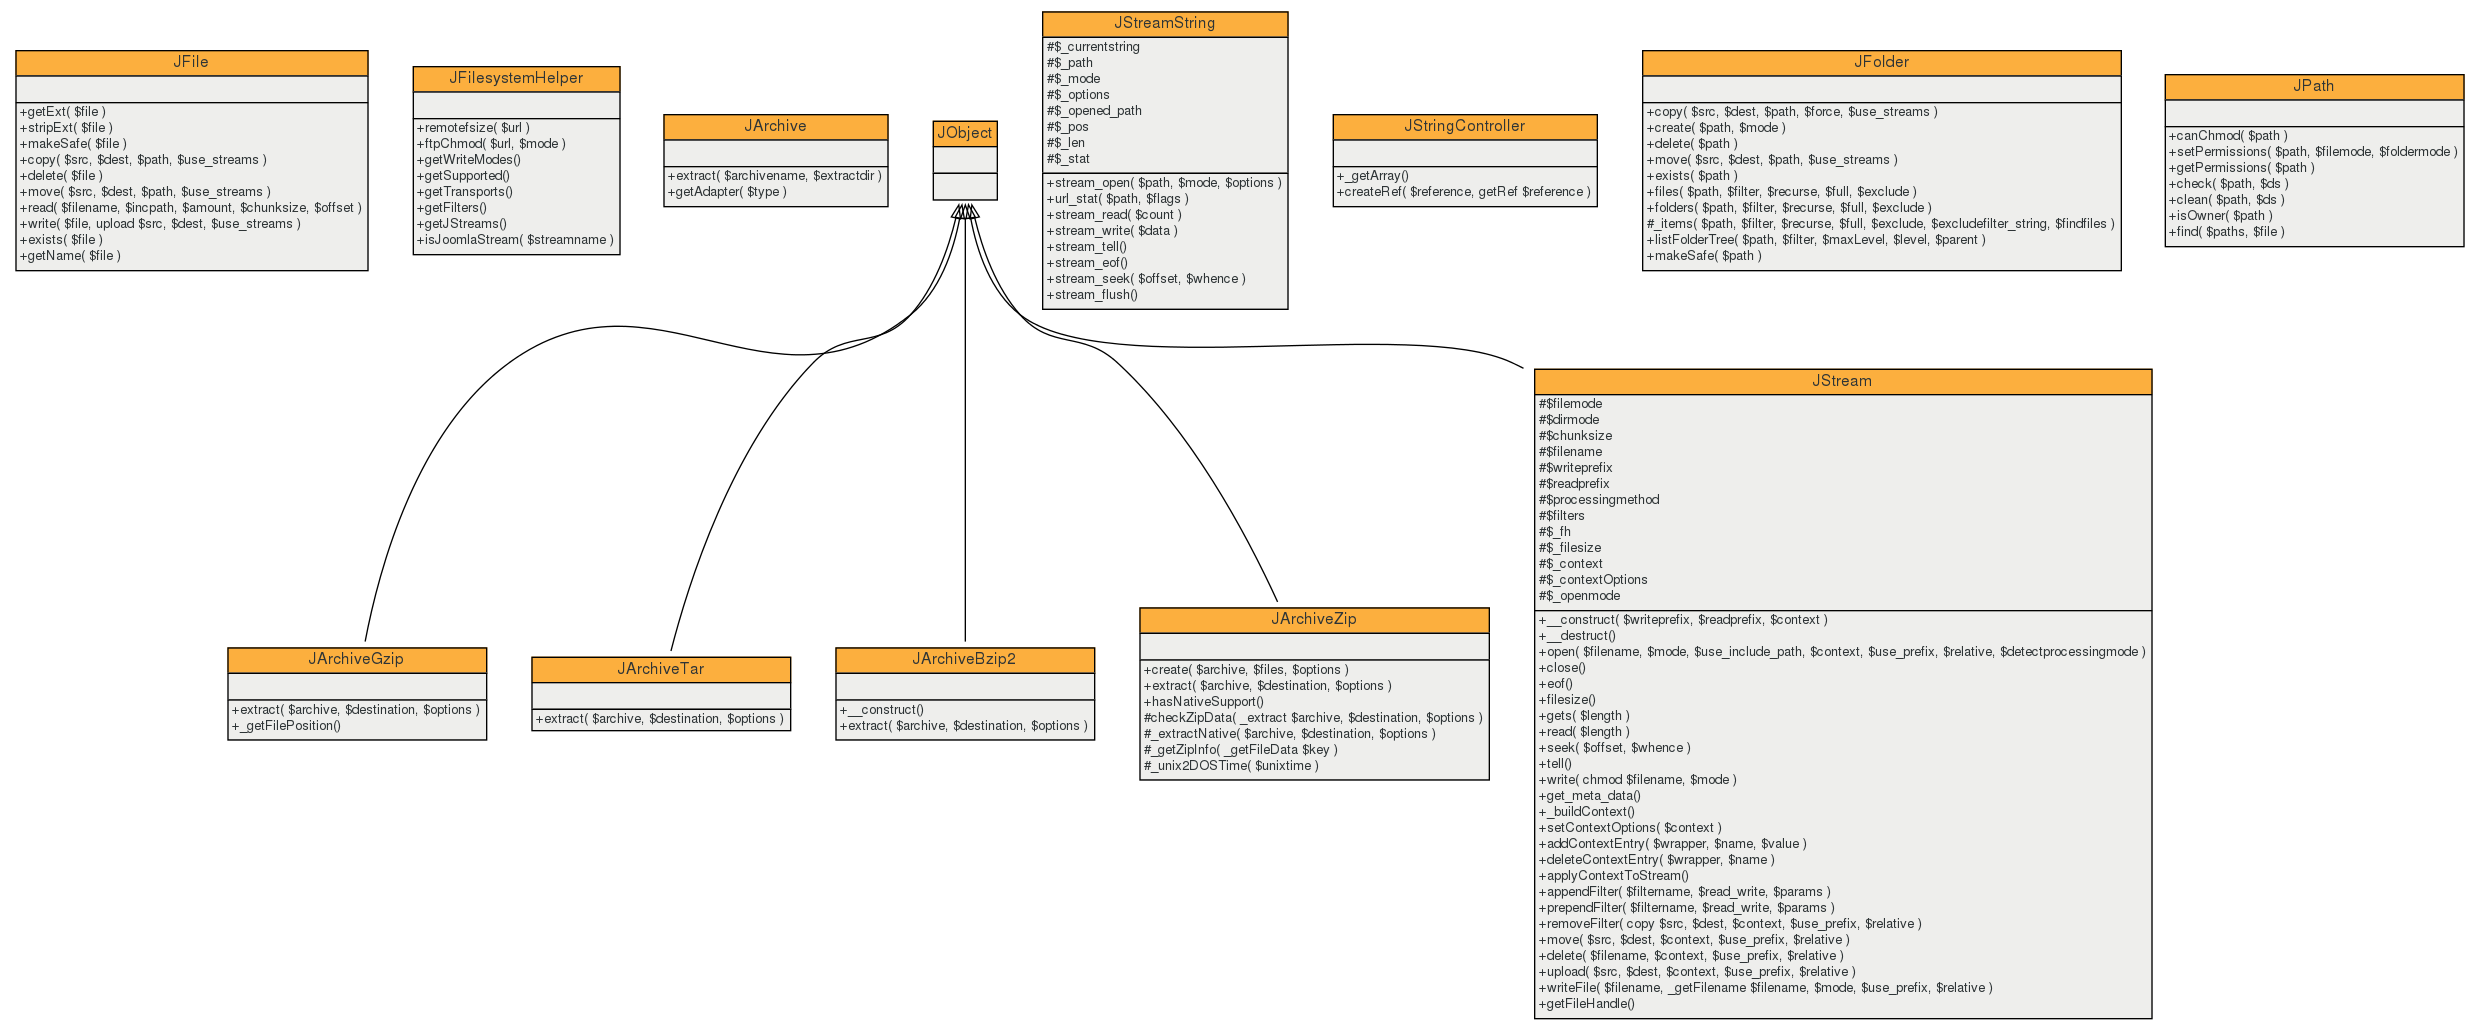 JFile
+getExt( $file )
+stripExt( $file )
+makeSafe( $file )
+copy( $src, $dest, $path, $use_streams )
+delete( $file )
+move( $src, $dest, $path, $use_streams )
+read( $filename, $incpath, $amount, $chunksize, $offset )
+write( $file, upload $src, $dest, $use_streams )
+exists( $file )
+getName( $file )
JFilesystemHelper
+remotefsize( $url )
+ftpChmod( $url, $mode )
+getWriteModes()
+getSupported()
+getTransports()
+getFilters()
+getJStreams()
+isJoomlaStream( $streamname )
JArchive
+extract( $archivename, $extractdir )
+getAdapter( $type )
JObject
JStreamString
#$_currentstring
#$_path
#$_mode
#$_options
#$_opened_path
#$_pos
#$_len
#$_stat
+stream_open( $path, $mode, $options )
+url_stat( $path, $flags )
+stream_read( $count )
+stream_write( $data )
+stream_tell()
+stream_eof()
+stream_seek( $offset, $whence )
+stream_flush()
JStringController
+_getArray()
+createRef( $reference, getRef $reference )
JFolder
+copy( $src, $dest, $path, $force, $use_streams )
+create( $path, $mode )
+delete( $path )
+move( $src, $dest, $path, $use_streams )
+exists( $path )
+files( $path, $filter, $recurse, $full, $exclude )
+folders( $path, $filter, $recurse, $full, $exclude )
#_items( $path, $filter, $recurse, $full, $exclude, $excludefilter_string, $findfiles )
+listFolderTree( $path, $filter, $maxLevel, $level, $parent )
+makeSafe( $path )
JPath
+canChmod( $path )
+setPermissions( $path, $filemode, $foldermode )
+getPermissions( $path )
+check( $path, $ds )
+clean( $path, $ds )
+isOwner( $path )
+find( $paths, $file )
JArchiveGzip
+extract( $archive, $destination, $options )
+_getFilePosition()
JArchiveTar
+extract( $archive, $destination, $options )
JArchiveBzip2
+__construct()
+extract( $archive, $destination, $options )
JArchiveZip
+create( $archive, $files, $options )
+extract( $archive, $destination, $options )
+hasNativeSupport()
#checkZipData( _extract $archive, $destination, $options )
#_extractNative( $archive, $destination, $options )
#_getZipInfo( _getFileData $key )
#_unix2DOSTime( $unixtime )
JStream
#$filemode
#$dirmode
#$chunksize
#$filename
#$writeprefix
#$readprefix
#$processingmethod
#$filters
#$_fh
#$_filesize
#$_context
#$_contextOptions
#$_openmode
+__construct( $writeprefix, $readprefix, $context )
+__destruct()
+open( $filename, $mode, $use_include_path, $context, $use_prefix, $relative, $detectprocessingmode )
+close()
+eof()
+filesize()
+gets( $length )
+read( $length )
+seek( $offset, $whence )
+tell()
+write( chmod $filename, $mode )
+get_meta_data()
+_buildContext()
+setContextOptions( $context )
+addContextEntry( $wrapper, $name, $value )
+deleteContextEntry( $wrapper, $name )
+applyContextToStream()
+appendFilter( $filtername, $read_write, $params )
+prependFilter( $filtername, $read_write, $params )
+removeFilter( copy $src, $dest, $context, $use_prefix, $relative )
+move( $src, $dest, $context, $use_prefix, $relative )
+delete( $filename, $context, $use_prefix, $relative )
+upload( $src, $dest, $context, $use_prefix, $relative )
+writeFile( $filename, _getFilename $filename, $mode, $use_prefix, $relative )
+getFileHandle()